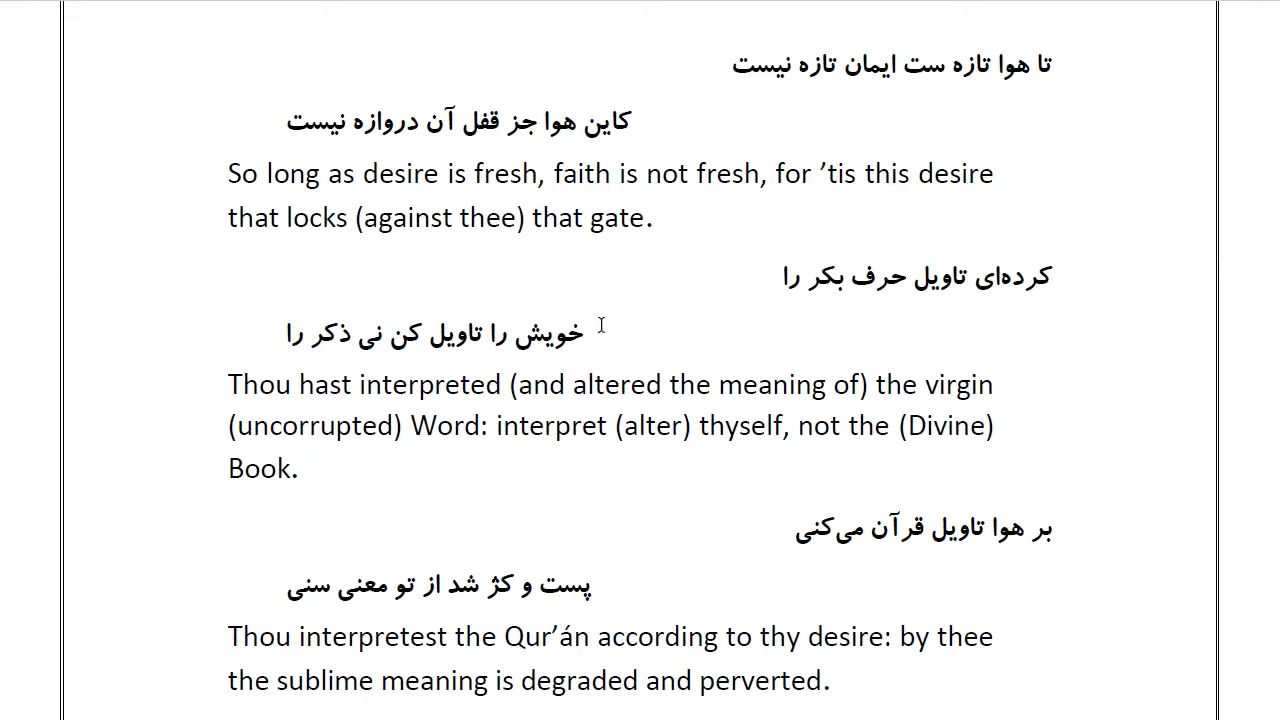 تا هوا تازه ست ایمان تازه نیست
کاین هوا جز قفل آن دروازه نیست
So long as desire is fresh, faith is not fresh, for ’tis this desire
that locks (against thee) that gate.
کرده‌ای تاویل حرف بکر را
خویش را تاویل کن نی ذکر را
Thou hast interpreted (and altered the meaning of) the virgin
(uncorrupted) Word: interpret (alter) thyself, not the (Divine)
Book.
بر هوا تاویل قرآن می‌کنی
پست و کژ شد از تو معنی سنی
Thou interpretest the Qur’án according to thy desire: by thee
the sublime meaning is degraded and perverted.